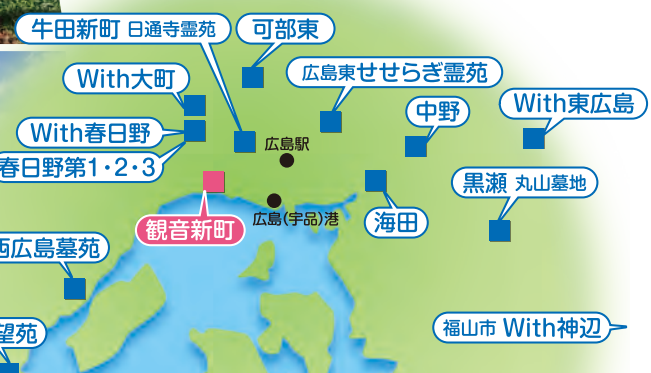 牛田新町 日通寺霊苑
可部東
With大町
広島東せせらぎ霊苑
With東広島
中野
With春日野
広島駅
春日野第1・2・3
黒瀬 丸山墓地
観音新町
広島(宇品)港
海田
西広島墓苑
福山市 With神辺
望苑